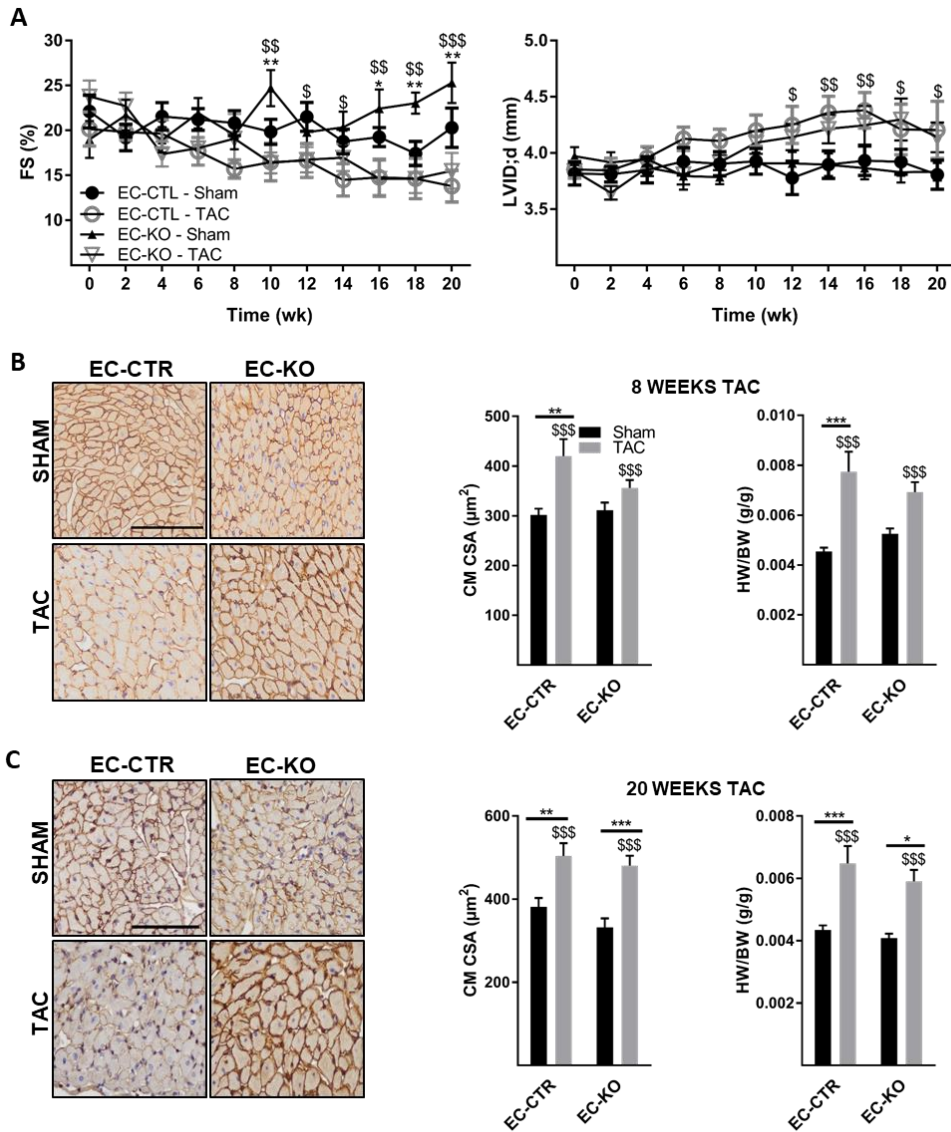 A
30
25
20
15
10
FS (%)
$$
**
$
$
$$
*
$$
**
$$$
**
EC-CTL - Sham
EC-CTL - TAC
EC-KO - Sham
EC-KO - TAC
0 2 4 6 8 10 12 14 16 18 20
Time (wk)
5.0
4.5
4.0
3.5
LVID;d (mm)
$ $$ $$ $ $
0 2 4 6 8 10 12 14 16 18 20
Time (wk)
B
EC-CTR EC-KO
SHAM
TAC
8 WEEKS TAC
500
400
300
200
100
CM CSA (µm²)
**
$$$
$$$
Sham
TAC
EC-CTR
EC-KO
0.010
0.008
0.006
0.004
0.002
HW/BW (g/g)
***
$$$
$$$
EC-CTR
EC-KO
C
EC-CTR EC-KO
SHAM
TAC
20 WEEKS TAC
600
400
200
CM CSA (µm²)
**
$$$
***
$$$
EC-CTR
EC-KO
0.008
0.006
0.004
0.002
HW/BW (g/g)
***
$$$
*
$$$
EC-CTR
EC-KO